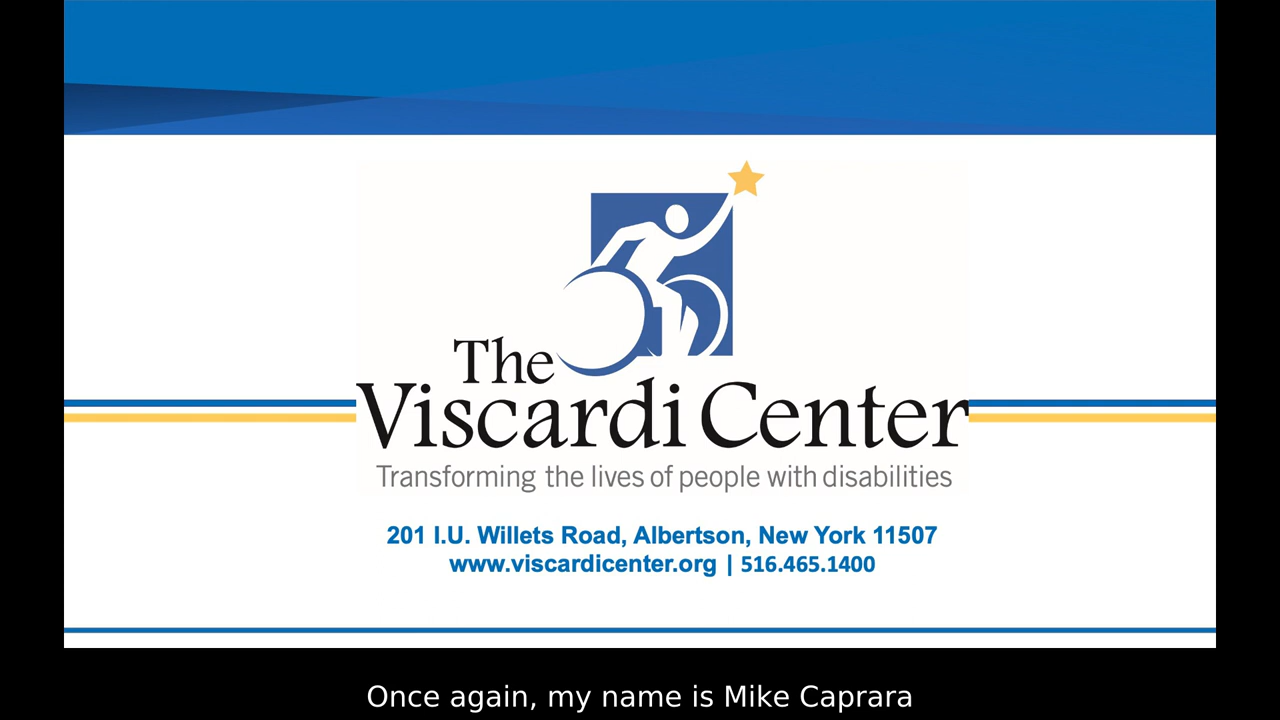 The
Viscardi Center
Transforming the lives of people with disabilities
201 I.U. Willets Road, Albertson, New York 11507
www.viscardicenter.org | 516.465.1400
Once again, my name is Mike Caprara